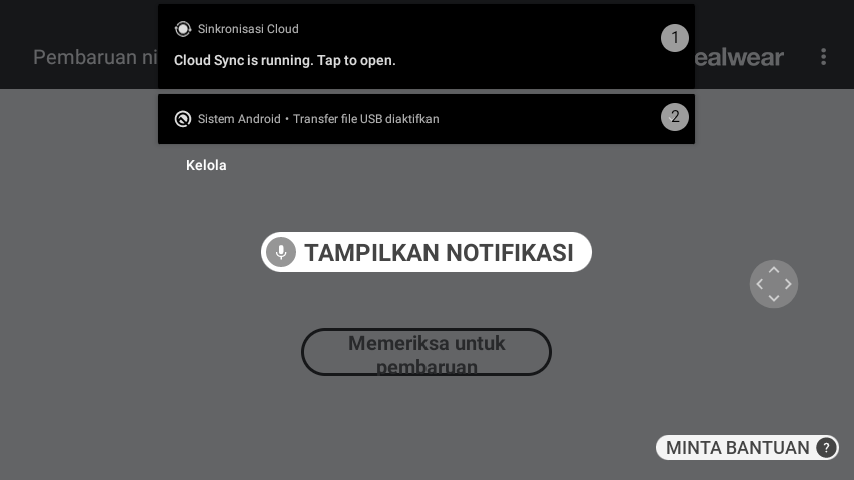 Sinkronisasi Cloud
1
Cloud Sync is running. Tap to open.
Pembaruan ni
ealwear
Sistem Android • Transfer file USB diaktifkan
2
Kelola
TAMPILKAN NOTIFIKASI
Memeriksa untuk
pembaruan
MINTA BANTUAN ?